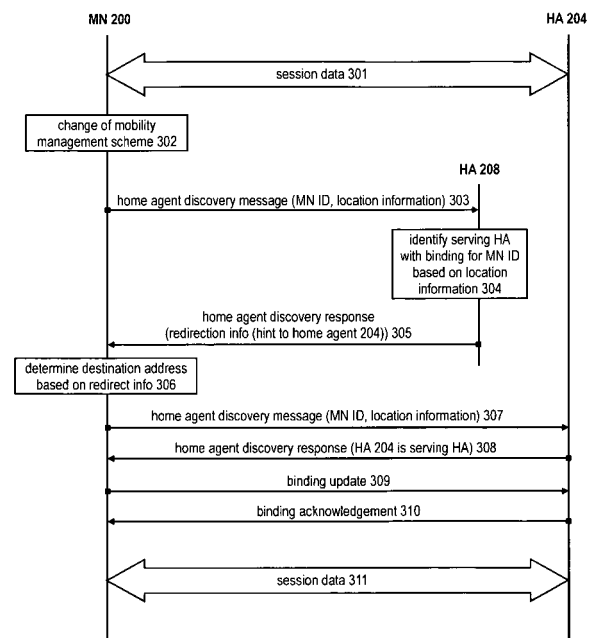 MN 200
HA 204
session data 301
change of mobility
management scheme 302
HA 208
home agent discovery message (MN ID, location information) 303
identify serving HA
with binding for MN ID
based on location
information 304
home agent discovery response
(redirection info (hint to home agent 204)) 305
determine destination address
based on redirect info 306
home agent discovery message (MN ID, location information) 307
home agent discovery response (HA 204 is serving HA) 308
binding update 309
binding acknowledgement 310
session data 311